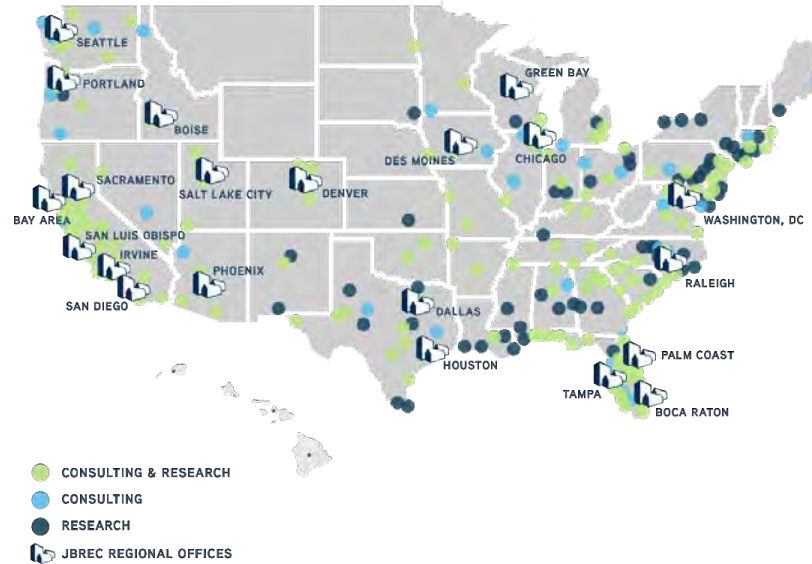 SEATTLE
GREEN BAY
PORTLAND
BOISE
DES MOINES
CHICAGO
SACRAMENTO
SALT LAKE CITY
DENVER
BAY AREA
WASHINGTON, DC
SAN LUIS OBISPO
IRVINE
PHOENIX
RALEIGH
SAN DIEGO
DALLAS
HOUSTON
PALM COAST
TAMPA
BOCA RATON
CONSULTING & RESEARCH
CONSULTING
RESEARCH
JBREC REGIONAL OFFICES